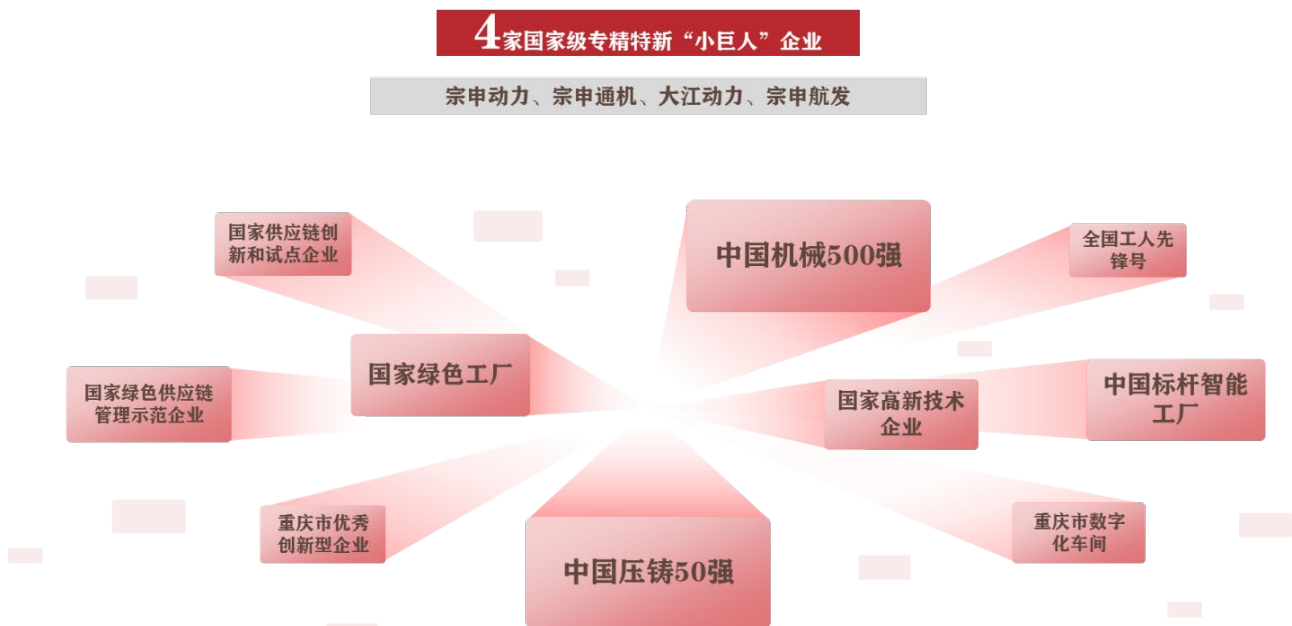 4家国家级专精特新“小巨人”企业
宗申动力、宗申通机、大江动力、宗申航发
国家供应链创
新和试点企业
中国机械500强
全国工人先
锋号
国家绿色工厂
国家绿色供应链
管理示范企业
国家高新技术
企业
中国标杆智能
工厂
重庆市优秀
创新型企业
中国压铸50强
重庆市数字
化车间